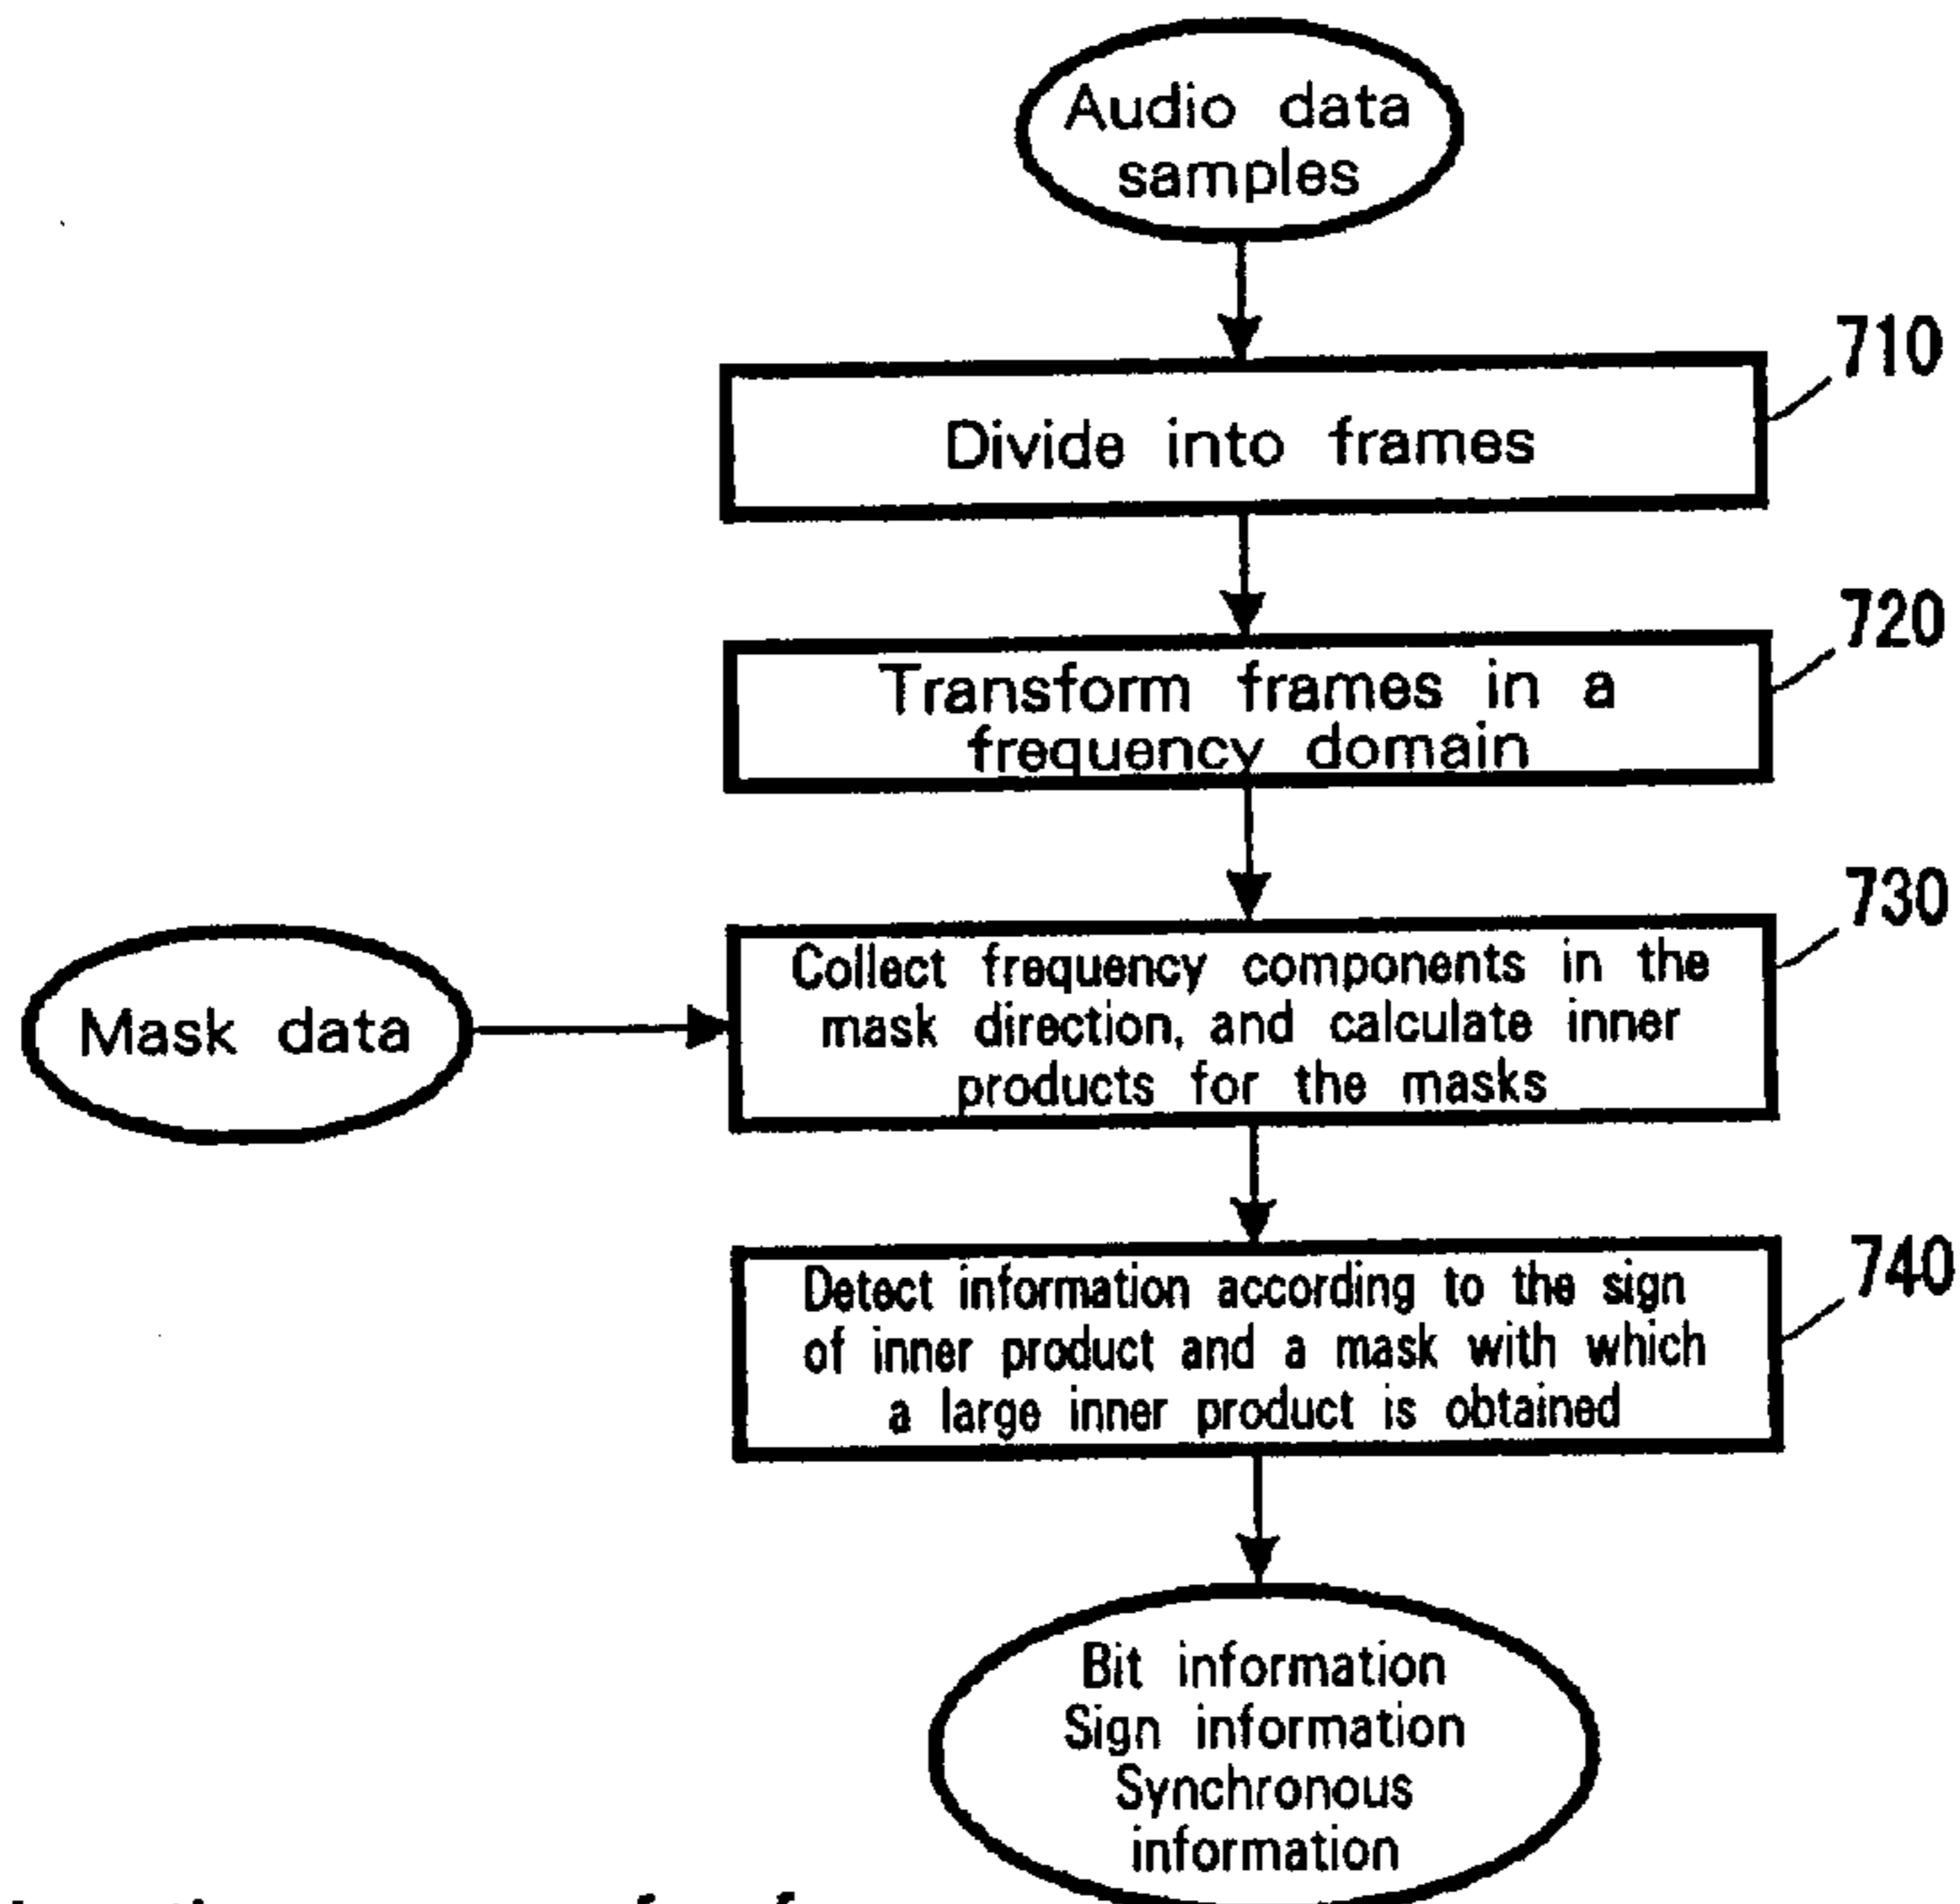 Audio data
samples
710
Divide into frames
720
Transform frames in a
frequency domain
730
Collect frequency components in the
mask direction, and calculate inner
products for the masks
Mask data
740
Detect information according to the sign
of inner product and a mask with which
a large inner product is obtained
Bit information
Sign information
Synchronous
information